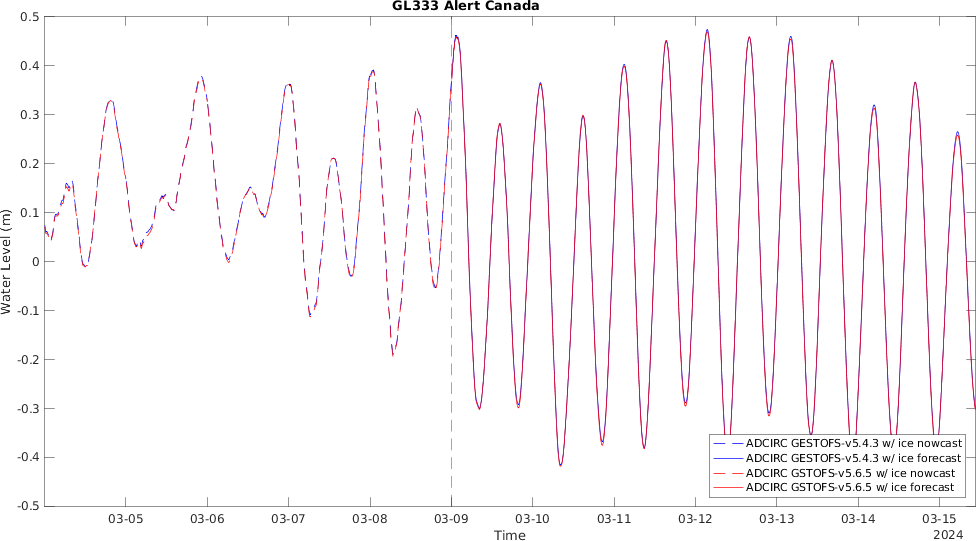 GL333 Alert Canada
0.5
0.4
0.3
0.2
0.1
0
-0.1
-0.2
-0.3
-0.4
-0.5
Water Level (m)
ADCIRC GESTOFS-v5.4.3 w/ ice nowcast
ADCIRC GESTOFS-v5.4.3 w/ ice forecast
ADCIRC GSTOFS-v5.6.5 w/ ice nowcast
ADCIRC GSTOFS-v5.6.5 w/ ice forecast
03-05 03-06 03-07 03-08 03-09 03-10 03-11 03-12 03-13 03-14 03-15
Time 2024